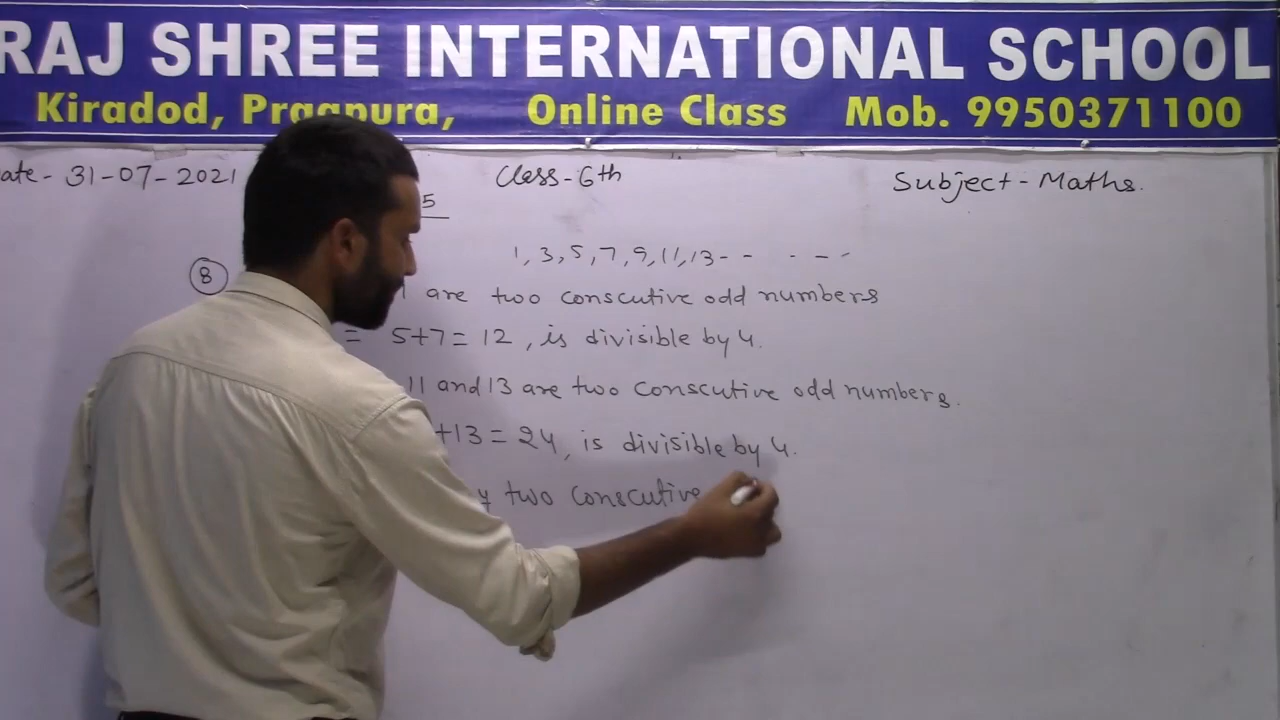 RAJ SHREE INTERNATIONAL SCHOOL
Kiradod, Pragpura, Online Class Mob. 9950371100
ate- 31-07-2021 Class-6th Subject-Maths.
5
1,3,5,7,9,11,13-- - - -
8 are two conscutive odd numbers
= 5+7=12, is divisible by 4.
11 and 13 are two conscutive odd numbers.
+13=24, is divisible by 4.
y two conscutive